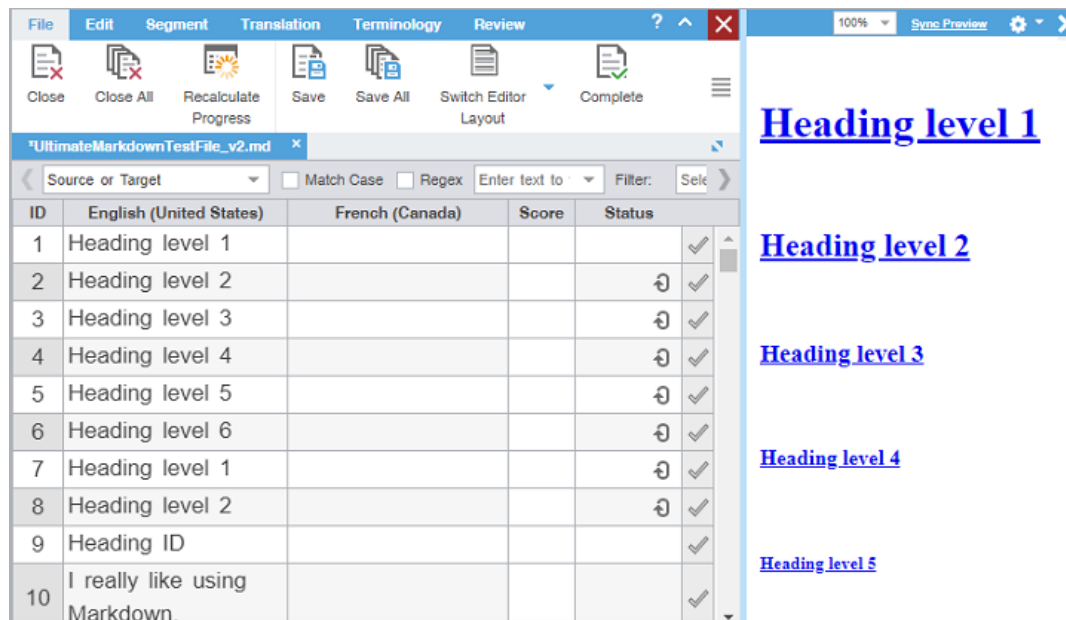 File Edit Segment Translation Terminology Review ?
Close Close All Recalculate Progress Save Save All Switch Editor Layout Complete
*UltimateMarkdownTestFile_v2.md ×
Source or Target Match Case Regex Enter text to Filter: Sele
ID English (United States) French (Canada) Score Status
1 Heading level 1
2 Heading level 2
3 Heading level 3
4 Heading level 4
5 Heading level 5
6 Heading level 6
7 Heading level 1
8 Heading level 2
9 Heading ID
10 I really like using
Markdown.
100% Sync Preview
Heading level 1
Heading level 2
Heading level 3
Heading level 4
Heading level 5